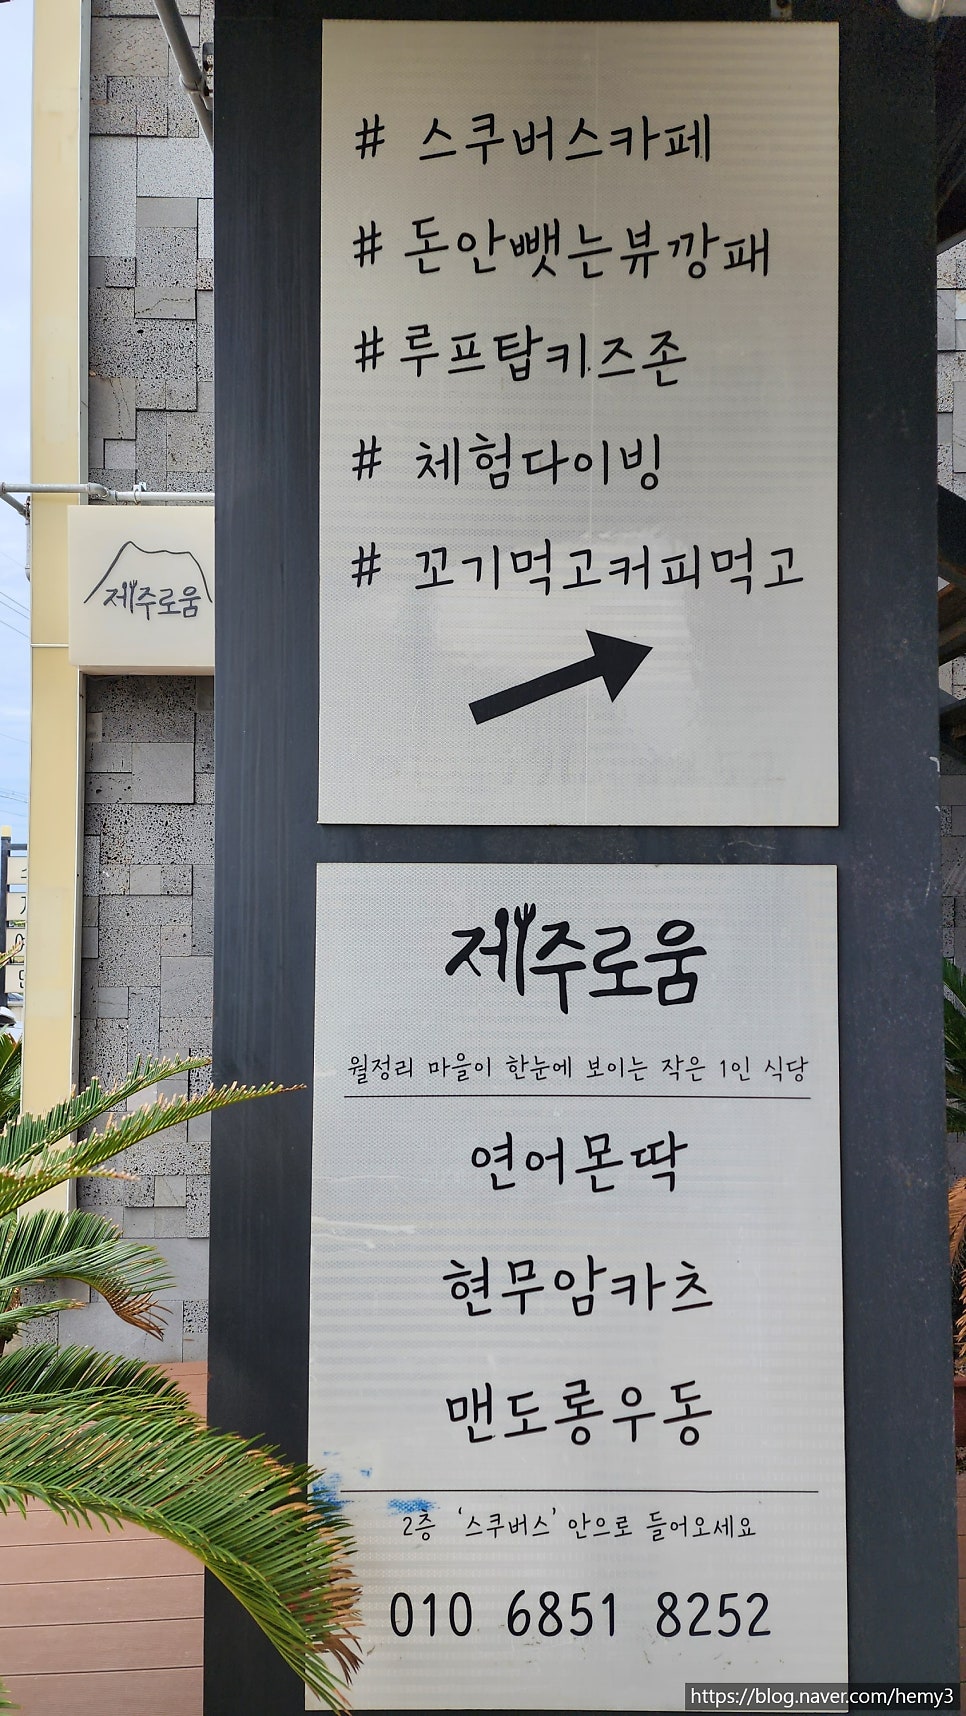 # 스쿠버스카페
# 돈안뺏는뷰깡패
# 루프탑키즈존
# 체험다이빙
# 꼬기먹고커피먹고
제주로움
제주로움
월정리 마을이 한눈에 보이는 작은 1인 식당
연어몬딱
현무암카츠
맨도롱우동
2층 '스쿠버스' 안으로 들어오세요
010 6851 8252
https://blog.naver.com/hemy3